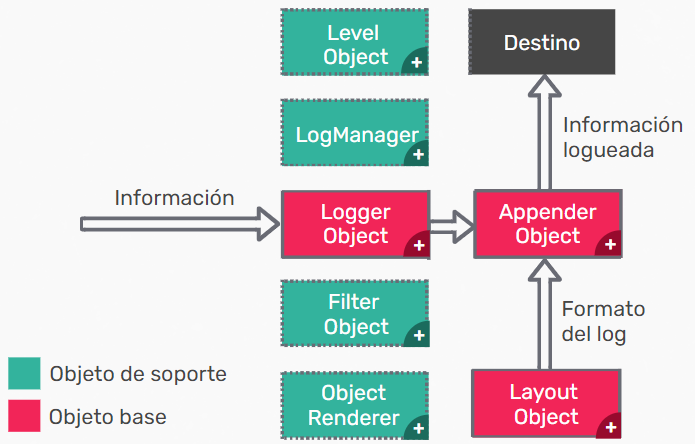 Level
Object
+
Destino
LogManager
+
Información
logueada
Información
Logger
Object
+
Appender
Object
+
Filter
Object
+
Formato
del log
Objeto de soporte
Objeto base
Object
Renderer
+
Layout
Object
+